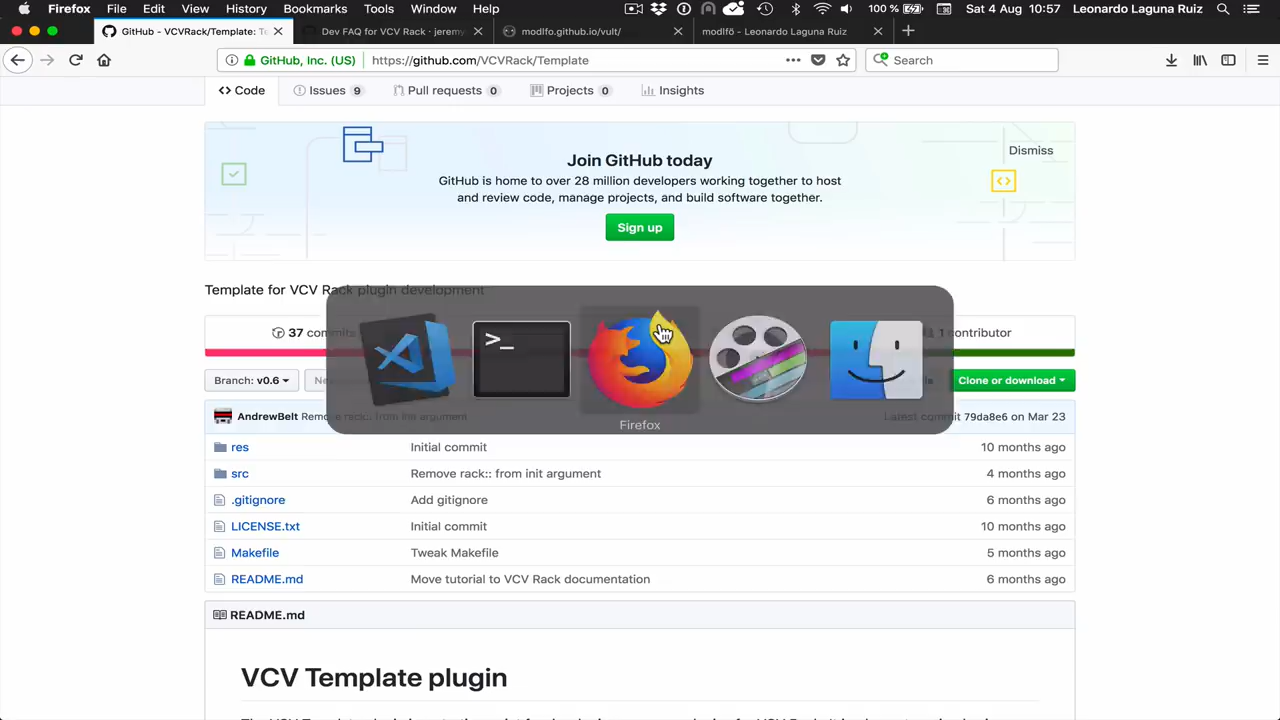 Firefox File Edit View History Bookmarks Tools Window Help 100 % Sat 4 Aug 10:57 Leonardo Laguna Ruiz
GitHub - VCVRack/Template: Te
Dev FAQ for VCV Rack · jeremy
modlfo.github.io/vult/
modlfö - Leonardo Laguna Ruiz
GitHub, Inc. (US) https://github.com/VCVRack/Template
Search
Code Issues 9 Pull requests 0 Projects 0 Insights
Dismiss
Join GitHub today
GitHub is home to over 28 million developers working together to host
and review code, manage projects, and build software together.
Sign up
Template for VCV Rack plugin development
37 commits
1 contributor
>_
Branch: v0.6
Clone or download
AndrewBelt Remove rack:: from init argument
Latest commit 79da8e6 on Mar 23
Firefox
res Initial commit 10 months ago
src Remove rack:: from init argument 4 months ago
.gitignore Add gitignore 6 months ago
LICENSE.txt Initial commit 10 months ago
Makefile Tweak Makefile 5 months ago
README.md Move tutorial to VCV Rack documentation 6 months ago
README.md
VCV Template plugin